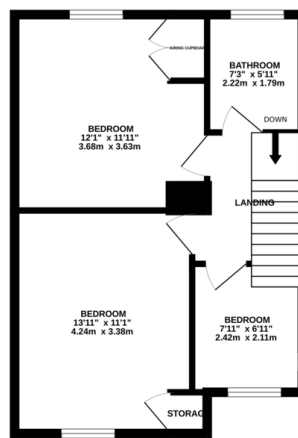 AIRING CUPBOARD
BATHROOM
7'3" x 5'11"
2.22m x 1.79m
DOWN
BEDROOM
12'1" x 11'11"
3.68m x 3.63m
LANDING
BEDROOM
13'11" x 11'1"
4.24m x 3.38m
BEDROOM
7'11" x 6'11"
2.42m x 2.11m
STORAG